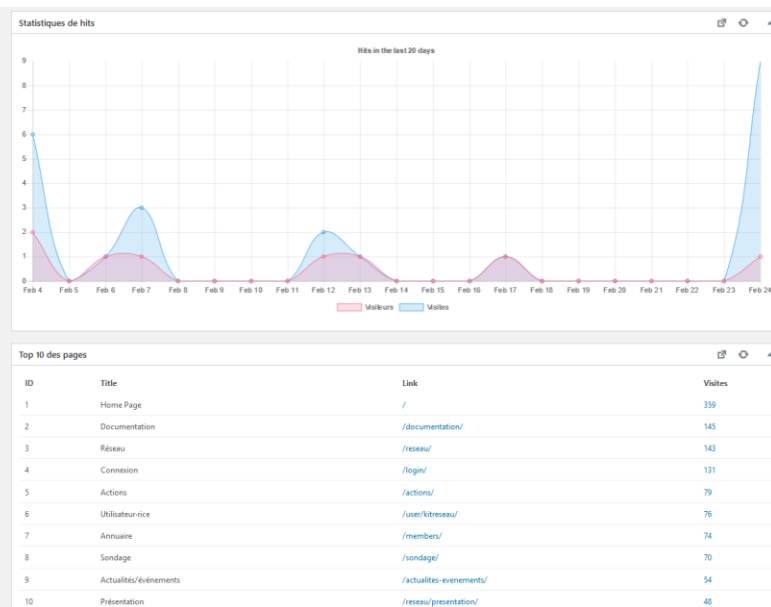 Statistiques de hits
Hits in the last 20 days
9
8
7
6
5
4
3
2
1
0
Feb 4 Feb 5 Feb 6 Feb 7 Feb 8 Feb 9 Feb 10 Feb 11 Feb 12 Feb 13 Feb 14 Feb 15 Feb 16 Feb 17 Feb 18 Feb 19 Feb 20 Feb 21 Feb 22 Feb 23 Feb 24
Visiteurs Visites
Top 10 des pages
ID Title Link Visites
1 Home Page / 359
2 Documentation /documentation/ 145
3 Réseau /reseau/ 143
4 Connexion /login/ 131
5 Actions /actions/ 79
6 Utilisateur·rice /user/kitreseau/ 76
7 Annuaire /members/ 74
8 Sondage /sondage/ 70
9 Actualités/événements /actualites-evenements/ 54
10 Présentation /reseau/presentation/ 48